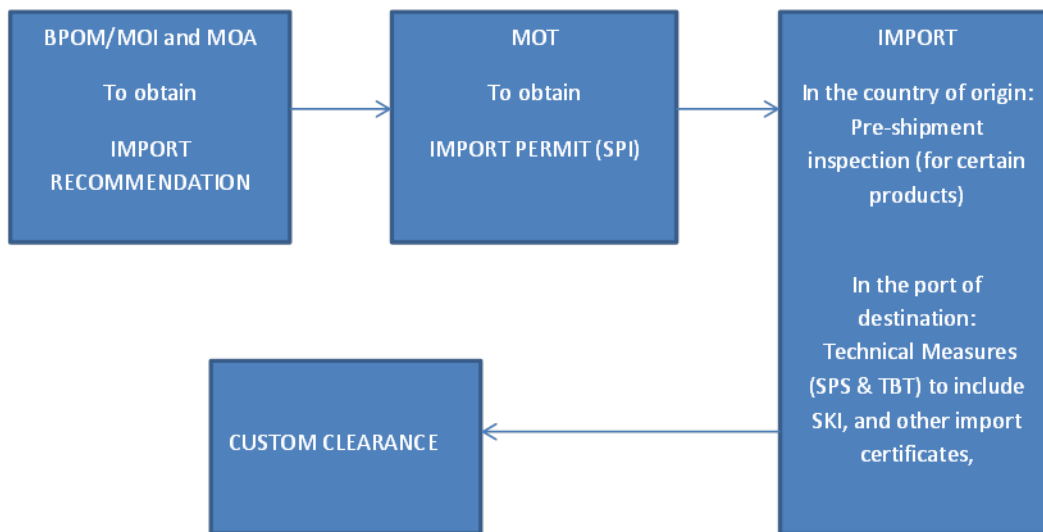 BPOM/MOI and MOA
To obtain
IMPORT
RECOMMENDATION
MOT
To obtain
IMPORT PERMIT (SPI)
IMPORT
In the country of origin:
Pre-shipment
inspection (for certain
products)
In the port of
destination:
Technical Measures
(SPS & TBT) to include
SKI, and other import
certificates,
CUSTOM CLEARANCE